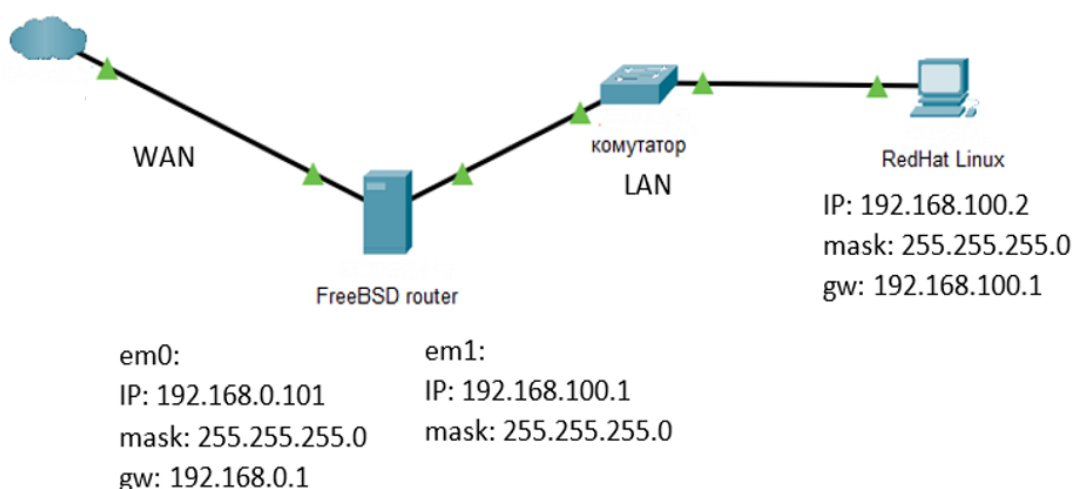 WAN
комутатор
LAN
RedHat Linux
IP: 192.168.100.2
mask: 255.255.255.0
gw: 192.168.100.1
FreeBSD router
em0:
IP: 192.168.0.101
mask: 255.255.255.0
gw: 192.168.0.1
em1:
IP: 192.168.100.1
mask: 255.255.255.0